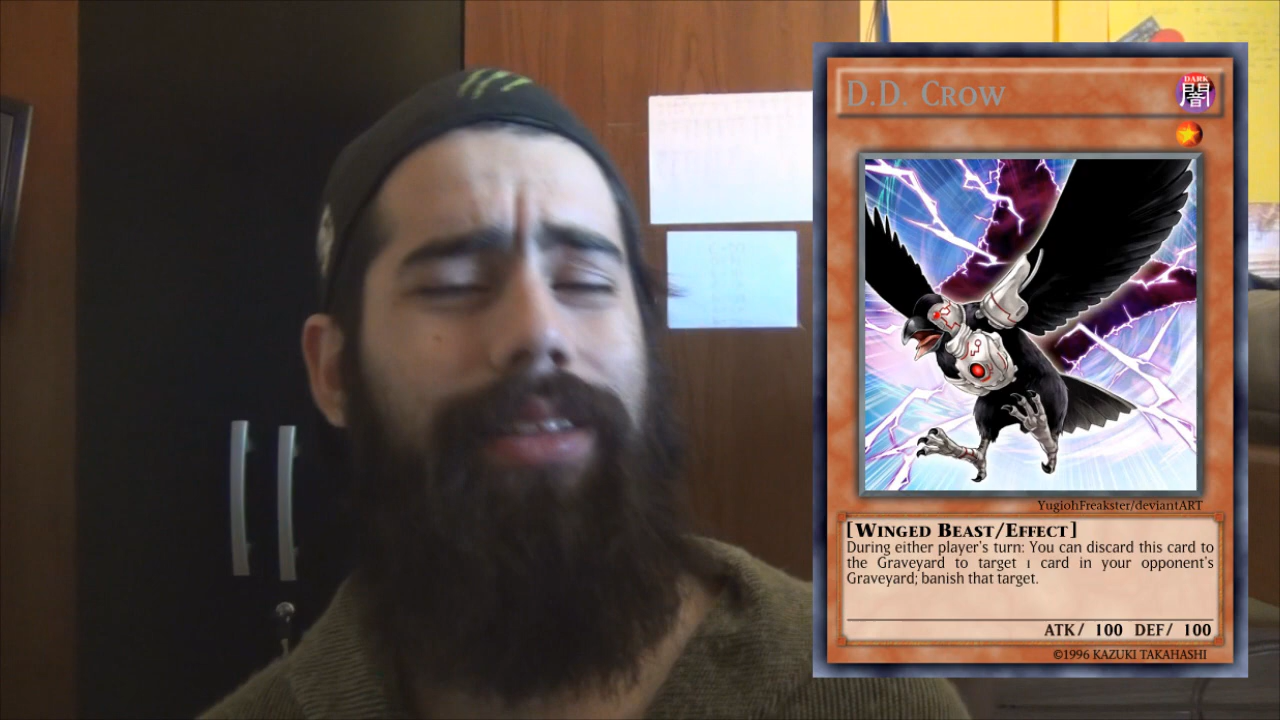 D.D. Crow
DARK
闇
YugiohFreakster/deviantART
[Winged Beast/Effect]
During either player's turn: You can discard this card to
the Graveyard to target 1 card in your opponent's
Graveyard; banish that target.
ATK/ 100 DEF/ 100
©1996 KAZUKI TAKAHASHI